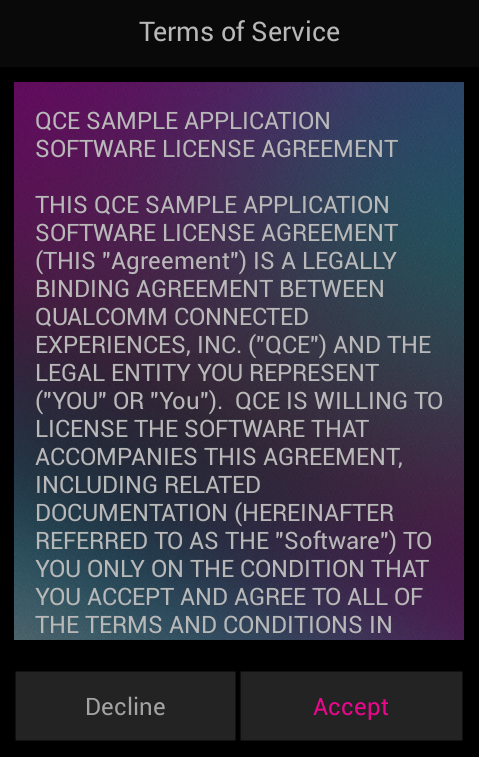 Terms of Service
QCE SAMPLE APPLICATION
SOFTWARE LICENSE AGREEMENT
THIS QCE SAMPLE APPLICATION
SOFTWARE LICENSE AGREEMENT
(THIS "Agreement") IS A LEGALLY
BINDING AGREEMENT BETWEEN
QUALCOMM CONNECTED
EXPERIENCES, INC. ("QCE") AND THE
LEGAL ENTITY YOU REPRESENT
("YOU" OR "You").  QCE IS WILLING TO
LICENSE THE SOFTWARE THAT
ACCOMPANIES THIS AGREEMENT,
INCLUDING RELATED
DOCUMENTATION (HEREINAFTER
REFERRED TO AS THE "Software") TO
YOU ONLY ON THE CONDITION THAT
YOU ACCEPT AND AGREE TO ALL OF
THE TERMS AND CONDITIONS IN
Decline
Accept